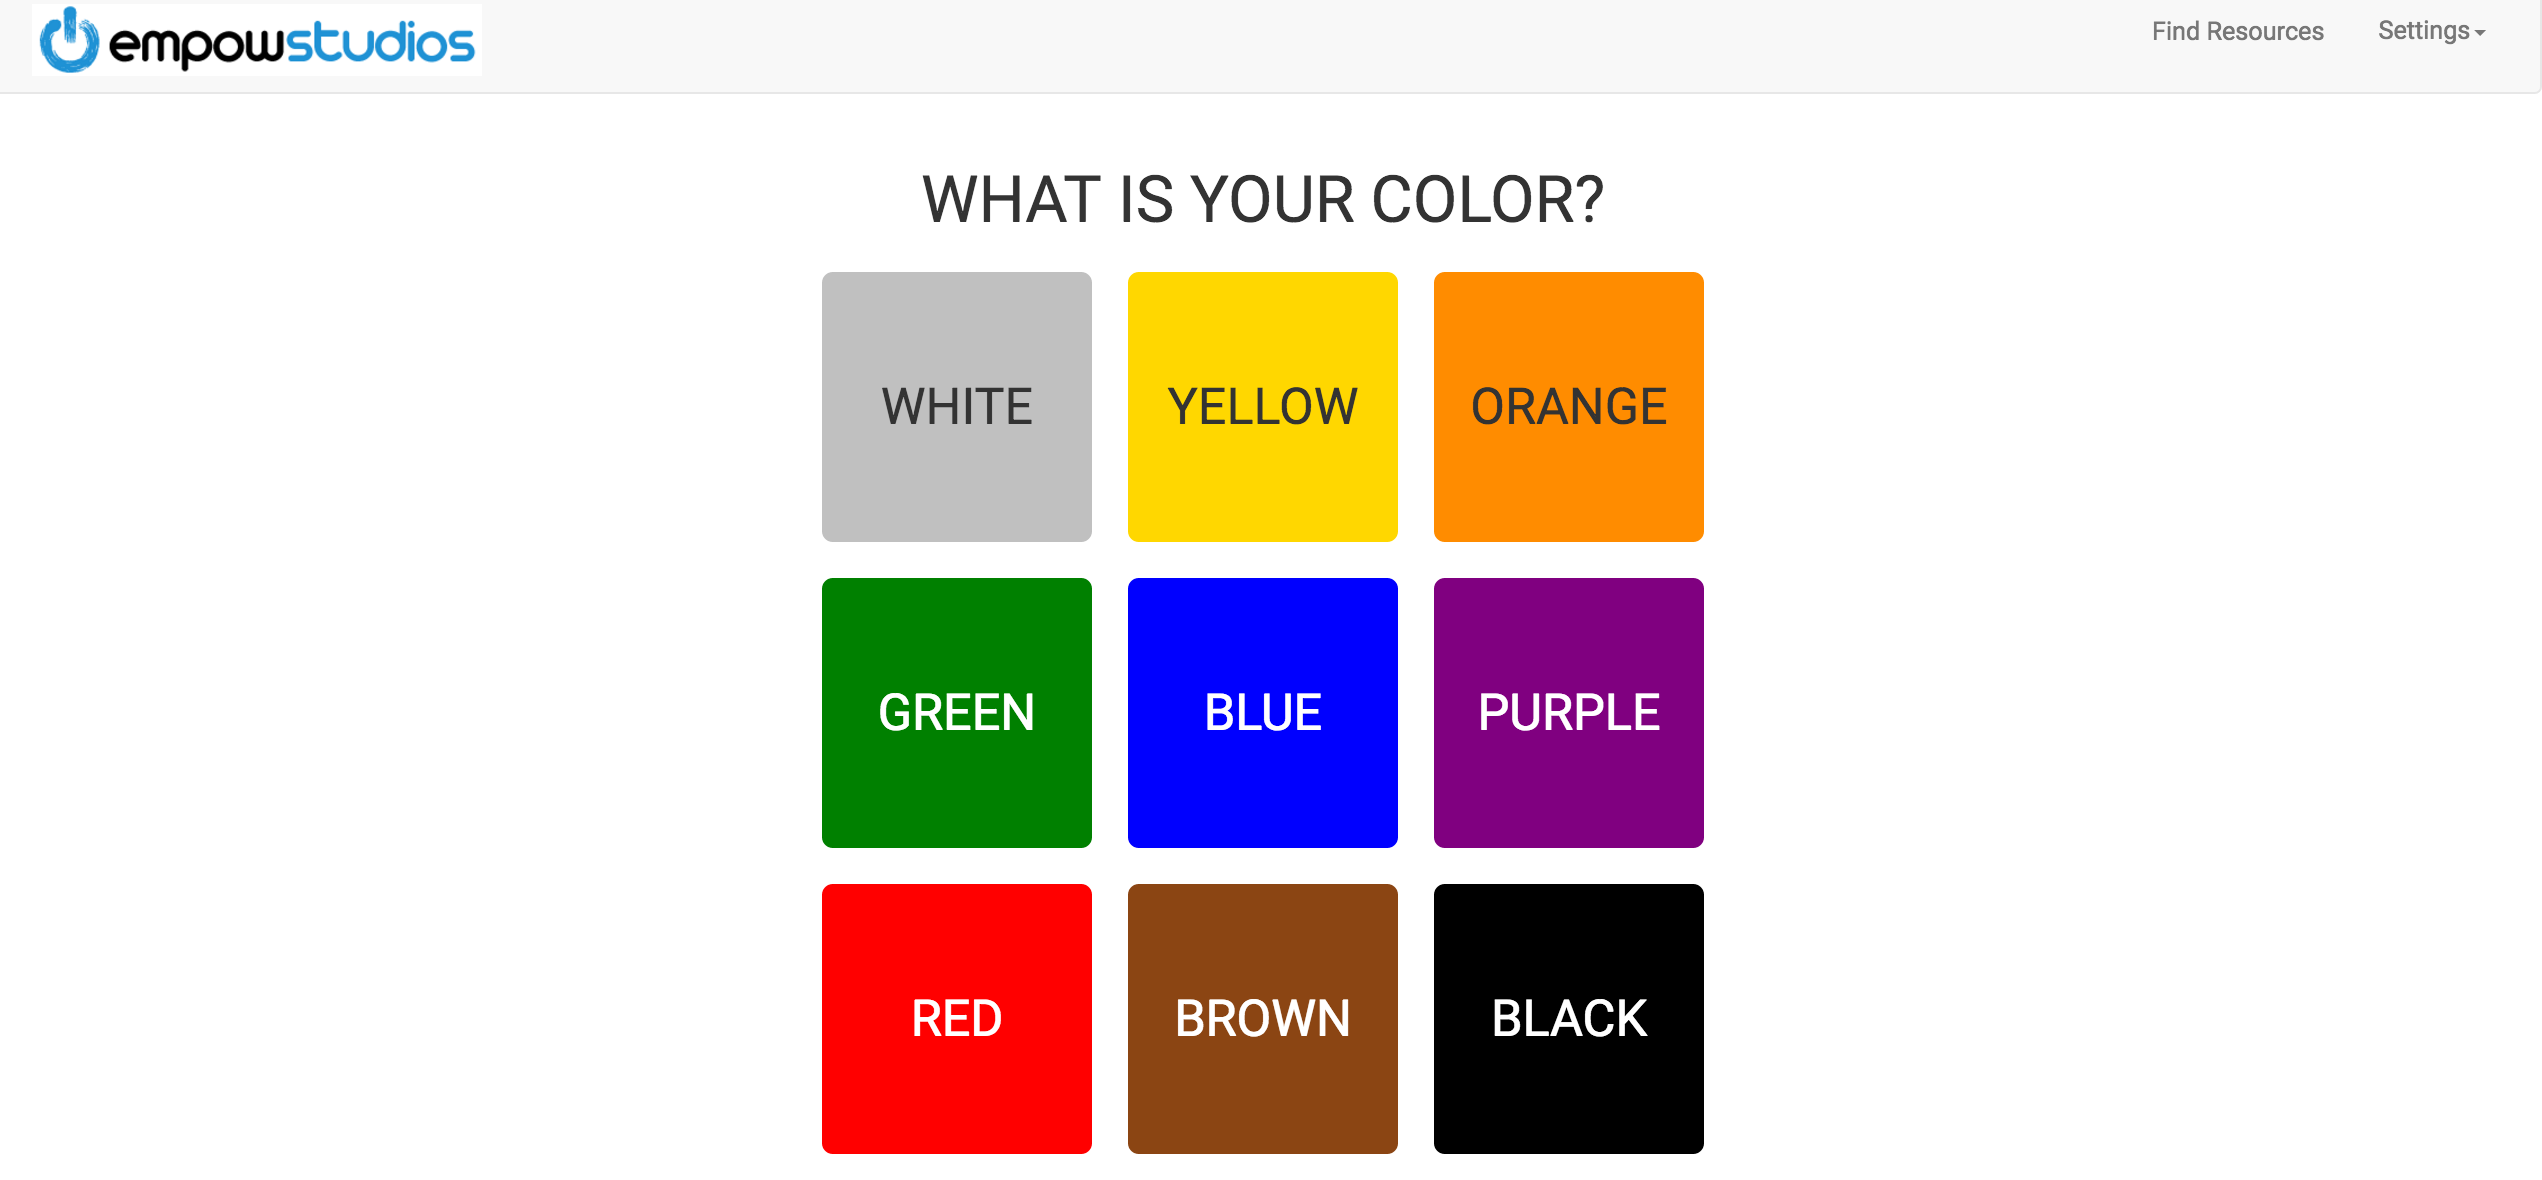 empowstudios
Find Resources
Settings
WHAT IS YOUR COLOR?
WHITE
YELLOW
ORANGE
GREEN
BLUE
PURPLE
RED
BROWN
BLACK